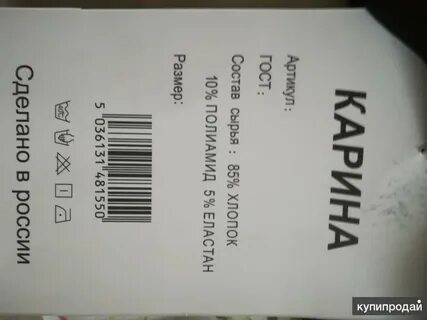 КАРИНА
Артикул:
ГОСТ:
Состав сырья: 85% ХЛОПОК
10% ПОЛИАМИД 5% ЕЛАСТАН
Размер:
5 036131 481550
Сделано в россии
купипродай